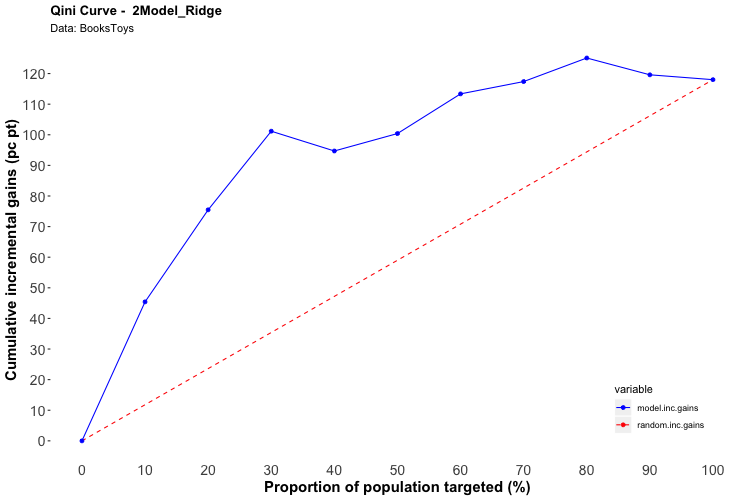 Qini Curve -  2Model_Ridge
Data: BooksToys
Cumulative incremental gains (pc pt)
120
110
100
90
80
70
60
50
40
30
20
10
0
variable
model.inc.gains
random.inc.gains
0 10 20 30 40 50 60 70 80 90 100
Proportion of population targeted (%)